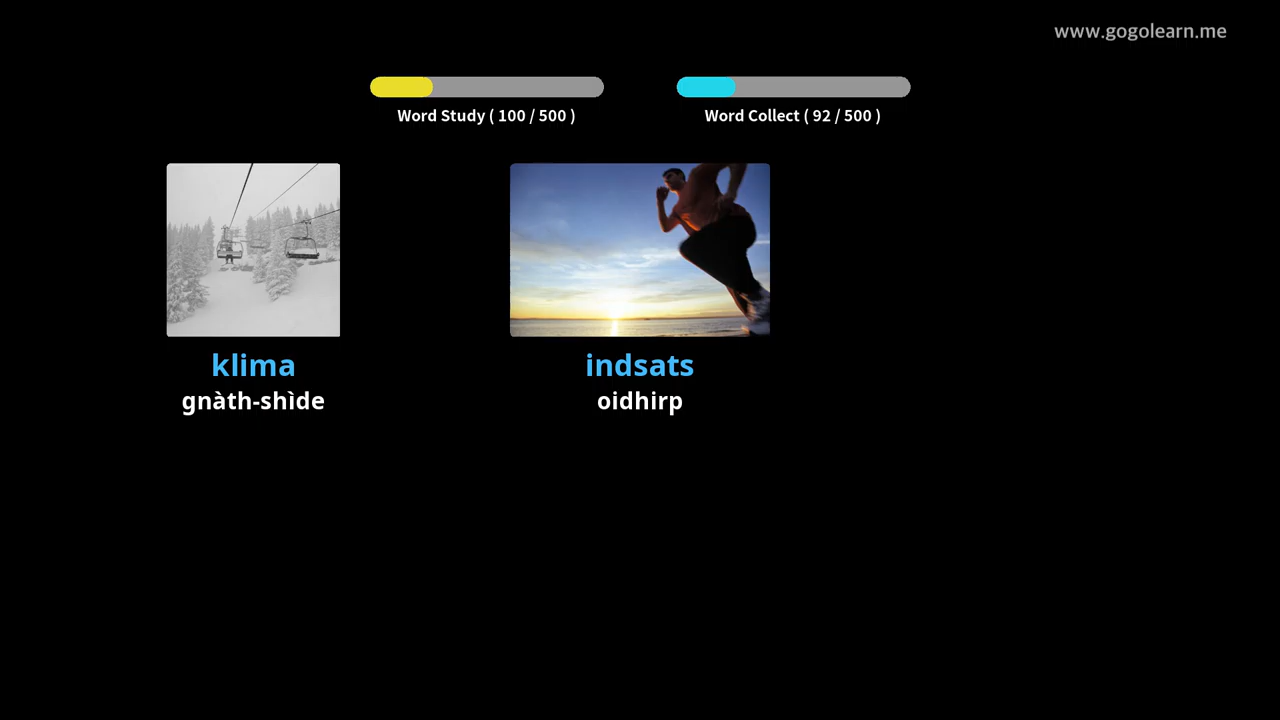 www.gogolearn.me
Word Study ( 100 / 500 )
Word Collect ( 92 / 500 )
klima
gnàth-shìde
indsats
oidhirp